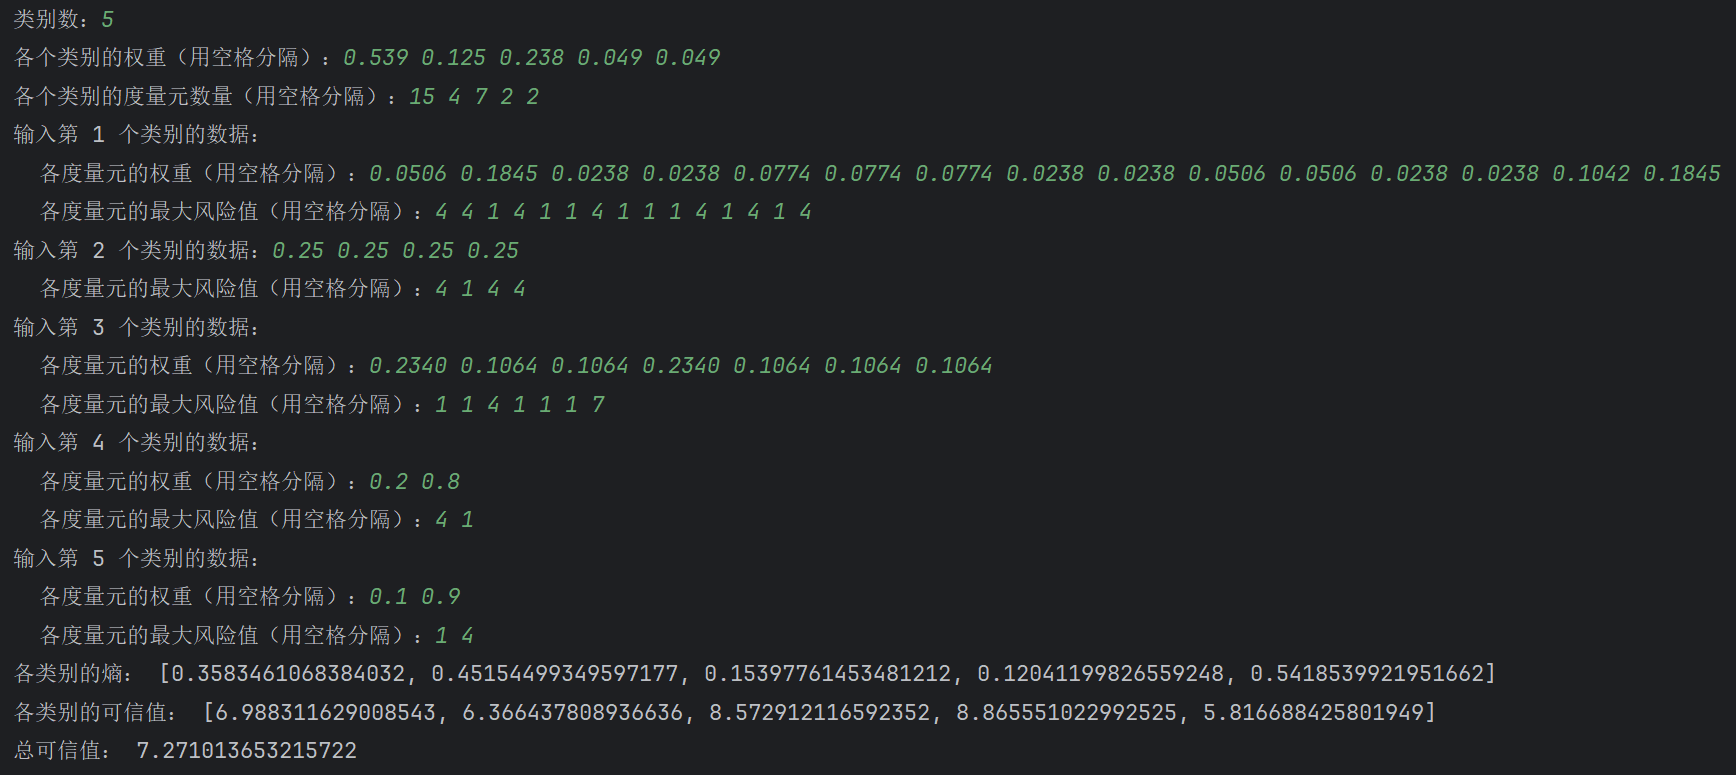 类别数：5
各个类别的权重（用空格分隔）：0.539 0.125 0.238 0.049 0.049
各个类别的度量元数量（用空格分隔）：15 4 7 2 2
输入第 1 个类别的数据：
各度量元的权重（用空格分隔）：0.0506 0.1845 0.0238 0.0238 0.0774 0.0774 0.0774 0.0238 0.0238 0.0506 0.0506 0.0238 0.0238 0.1042 0.1845
各度量元的最大风险值（用空格分隔）：4 4 1 4 1 1 4 1 1 1 4 1 4 1 4
输入第 2 个类别的数据：0.25 0.25 0.25 0.25
各度量元的最大风险值（用空格分隔）：4 1 4 4
输入第 3 个类别的数据：
各度量元的权重（用空格分隔）：0.2340 0.1064 0.1064 0.2340 0.1064 0.1064 0.1064
各度量元的最大风险值（用空格分隔）：1 1 4 1 1 1 7
输入第 4 个类别的数据：
各度量元的权重（用空格分隔）：0.2 0.8
各度量元的最大风险值（用空格分隔）：4 1
输入第 5 个类别的数据：
各度量元的权重（用空格分隔）：0.1 0.9
各度量元的最大风险值（用空格分隔）：1 4
各类别的熵： [0.3583461068384032, 0.45154499349597177, 0.15397761453481212, 0.12041199826559248, 0.5418539921951662]
各类别的可信值： [6.988311629008543, 6.366437808936636, 8.572912116592352, 8.865551022992525, 5.816688425801949]
总可信值： 7.271013653215722